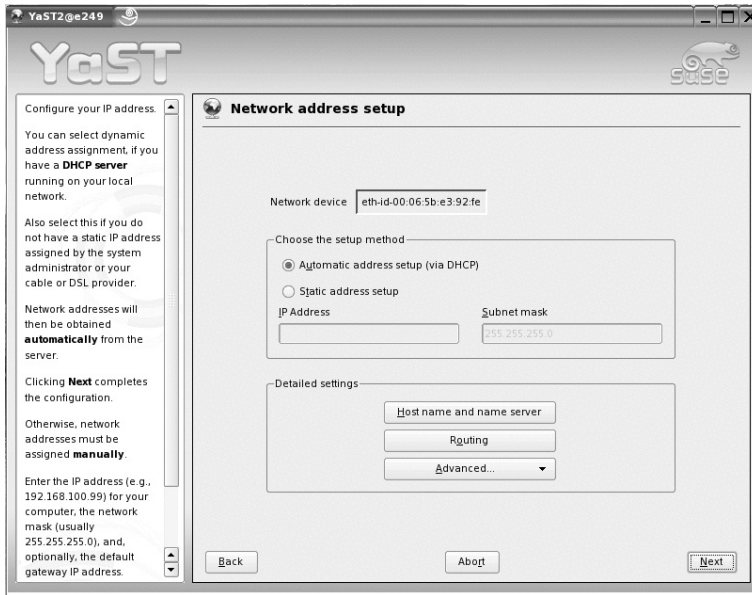 YaST2@e249
YaST
suse
Configure your IP address.
You can select dynamic
address assignment, if you
have a DHCP server
running on your local
network.
Also select this if you do
not have a static IP address
assigned by the system
administrator or your
cable or DSL provider.
Network addresses will
then be obtained
automatically from the
server.
Clicking Next completes
the configuration.
Otherwise, network
addresses must be
assigned manually.
Enter the IP address (e.g.,
192.168.100.99) for your
computer, the network
mask (usually
255.255.255.0), and,
optionally, the default
gateway IP address.
Network address setup
Network device eth-id-00:06:5b:e3:92:fe
Choose the setup method
Automatic address setup (via DHCP)
Static address setup
IP Address Subnet mask
255.255.255.0
Detailed settings
Host name and name server
Routing
Advanced...
Back Abort Next